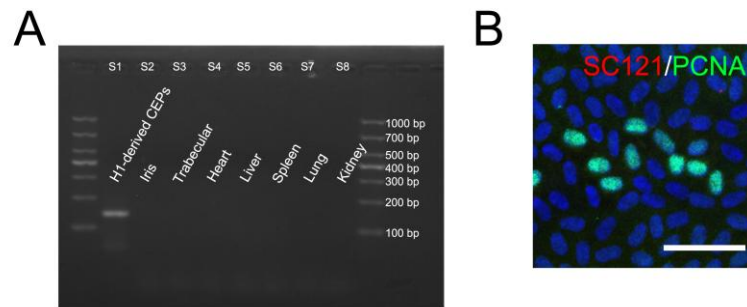 A
S1 S2 S3 S4 S5 S6 S7 S8
H1-derived CEPs
Iris
Trabecular
Heart
Liver
Spleen
Lung
Kidney
1000 bp
700 bp
500 bp
400 bp
300 bp
200 bp
100 bp
B
SC121/PCNA